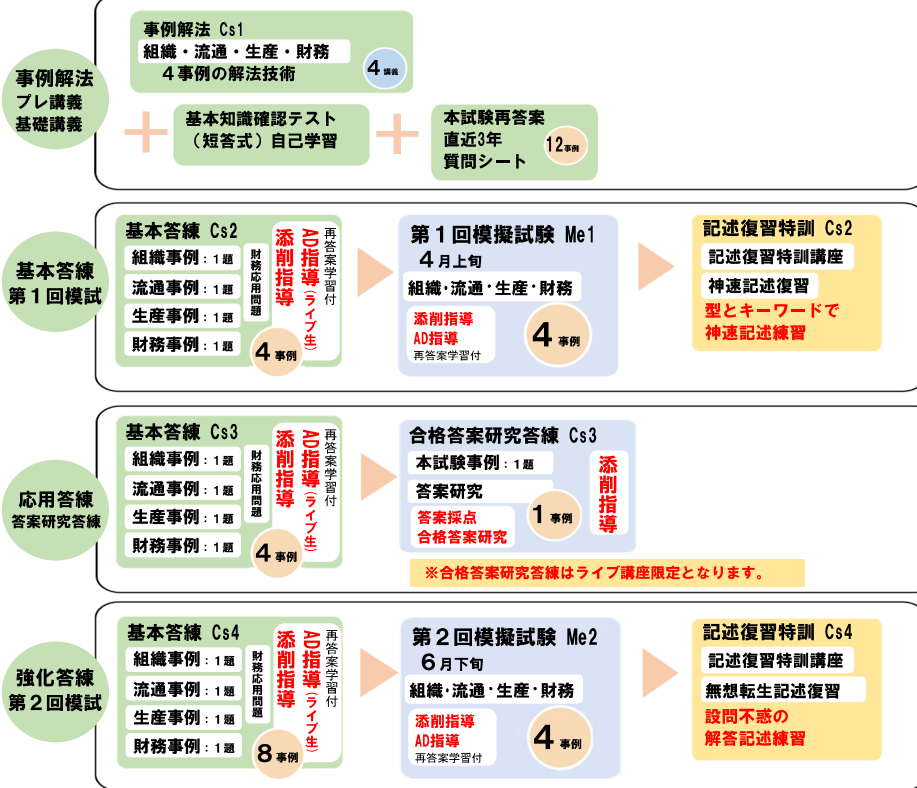 事例解法
プレ講義
基礎講義
事例解法 Cs1
組織・流通・生産・財務
４事例の解法技術
4 講義
＋
基本知識確認テスト
（短答式）自己学習
＋
本試験再答案
直近3年
質問シート
12事例
基本答練
第１回模試
基本答練 Cs2
組織事例：1題
流通事例：1題
生産事例：1題
財務事例：1題
財務応用問題
添削指導
AD指導（ライブ生）
再答案学習付
4 事例
第１回模擬試験 Me1
４月上旬
組織・流通・生産・財務
添削指導
AD指導
再答案学習付
4 事例
記述復習特訓 Cs2
記述復習特訓講座
神速記述復習
型とキーワードで
神速記述練習
応用答練
答案研究答練
基本答練 Cs3
組織事例：1題
流通事例：1題
生産事例：1題
財務事例：1題
財務応用問題
添削指導
AD指導（ライブ生）
再答案学習付
4 事例
合格答案研究答練 Cs3
本試験事例：1題
答案研究
答案採点
合格答案研究
1 事例
添削指導
※合格答案研究答練はライブ講座限定となります。
強化答練
第２回模試
基本答練 Cs4
組織事例：1題
流通事例：1題
生産事例：1題
財務事例：1題
財務応用問題
添削指導
AD指導（ライブ生）
再答案学習付
8 事例
第２回模擬試験 Me2
６月下旬
組織・流通・生産・財務
添削指導
AD指導
再答案学習付
4 事例
記述復習特訓 Cs4
記述復習特訓講座
無想転生記述復習
設問不惑の
解答記述練習